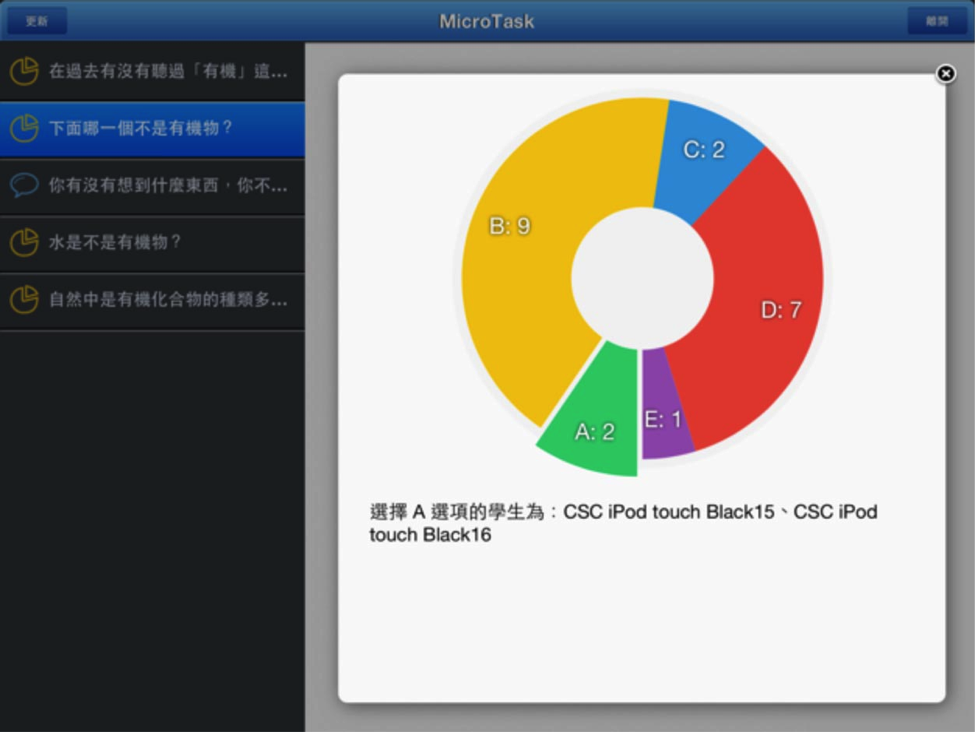 更新
MicroTask
離開
在過去有沒有聽過「有機」這...
下面哪一個不是有機物？
你有沒有想到什麼東西，你不...
水是不是有機物？
自然中是有機化合物的種類多...
C: 2
B: 9
D: 7
E: 1
A: 2
選擇 A 選項的學生為：CSC iPod touch Black15、CSC iPod
touch Black16